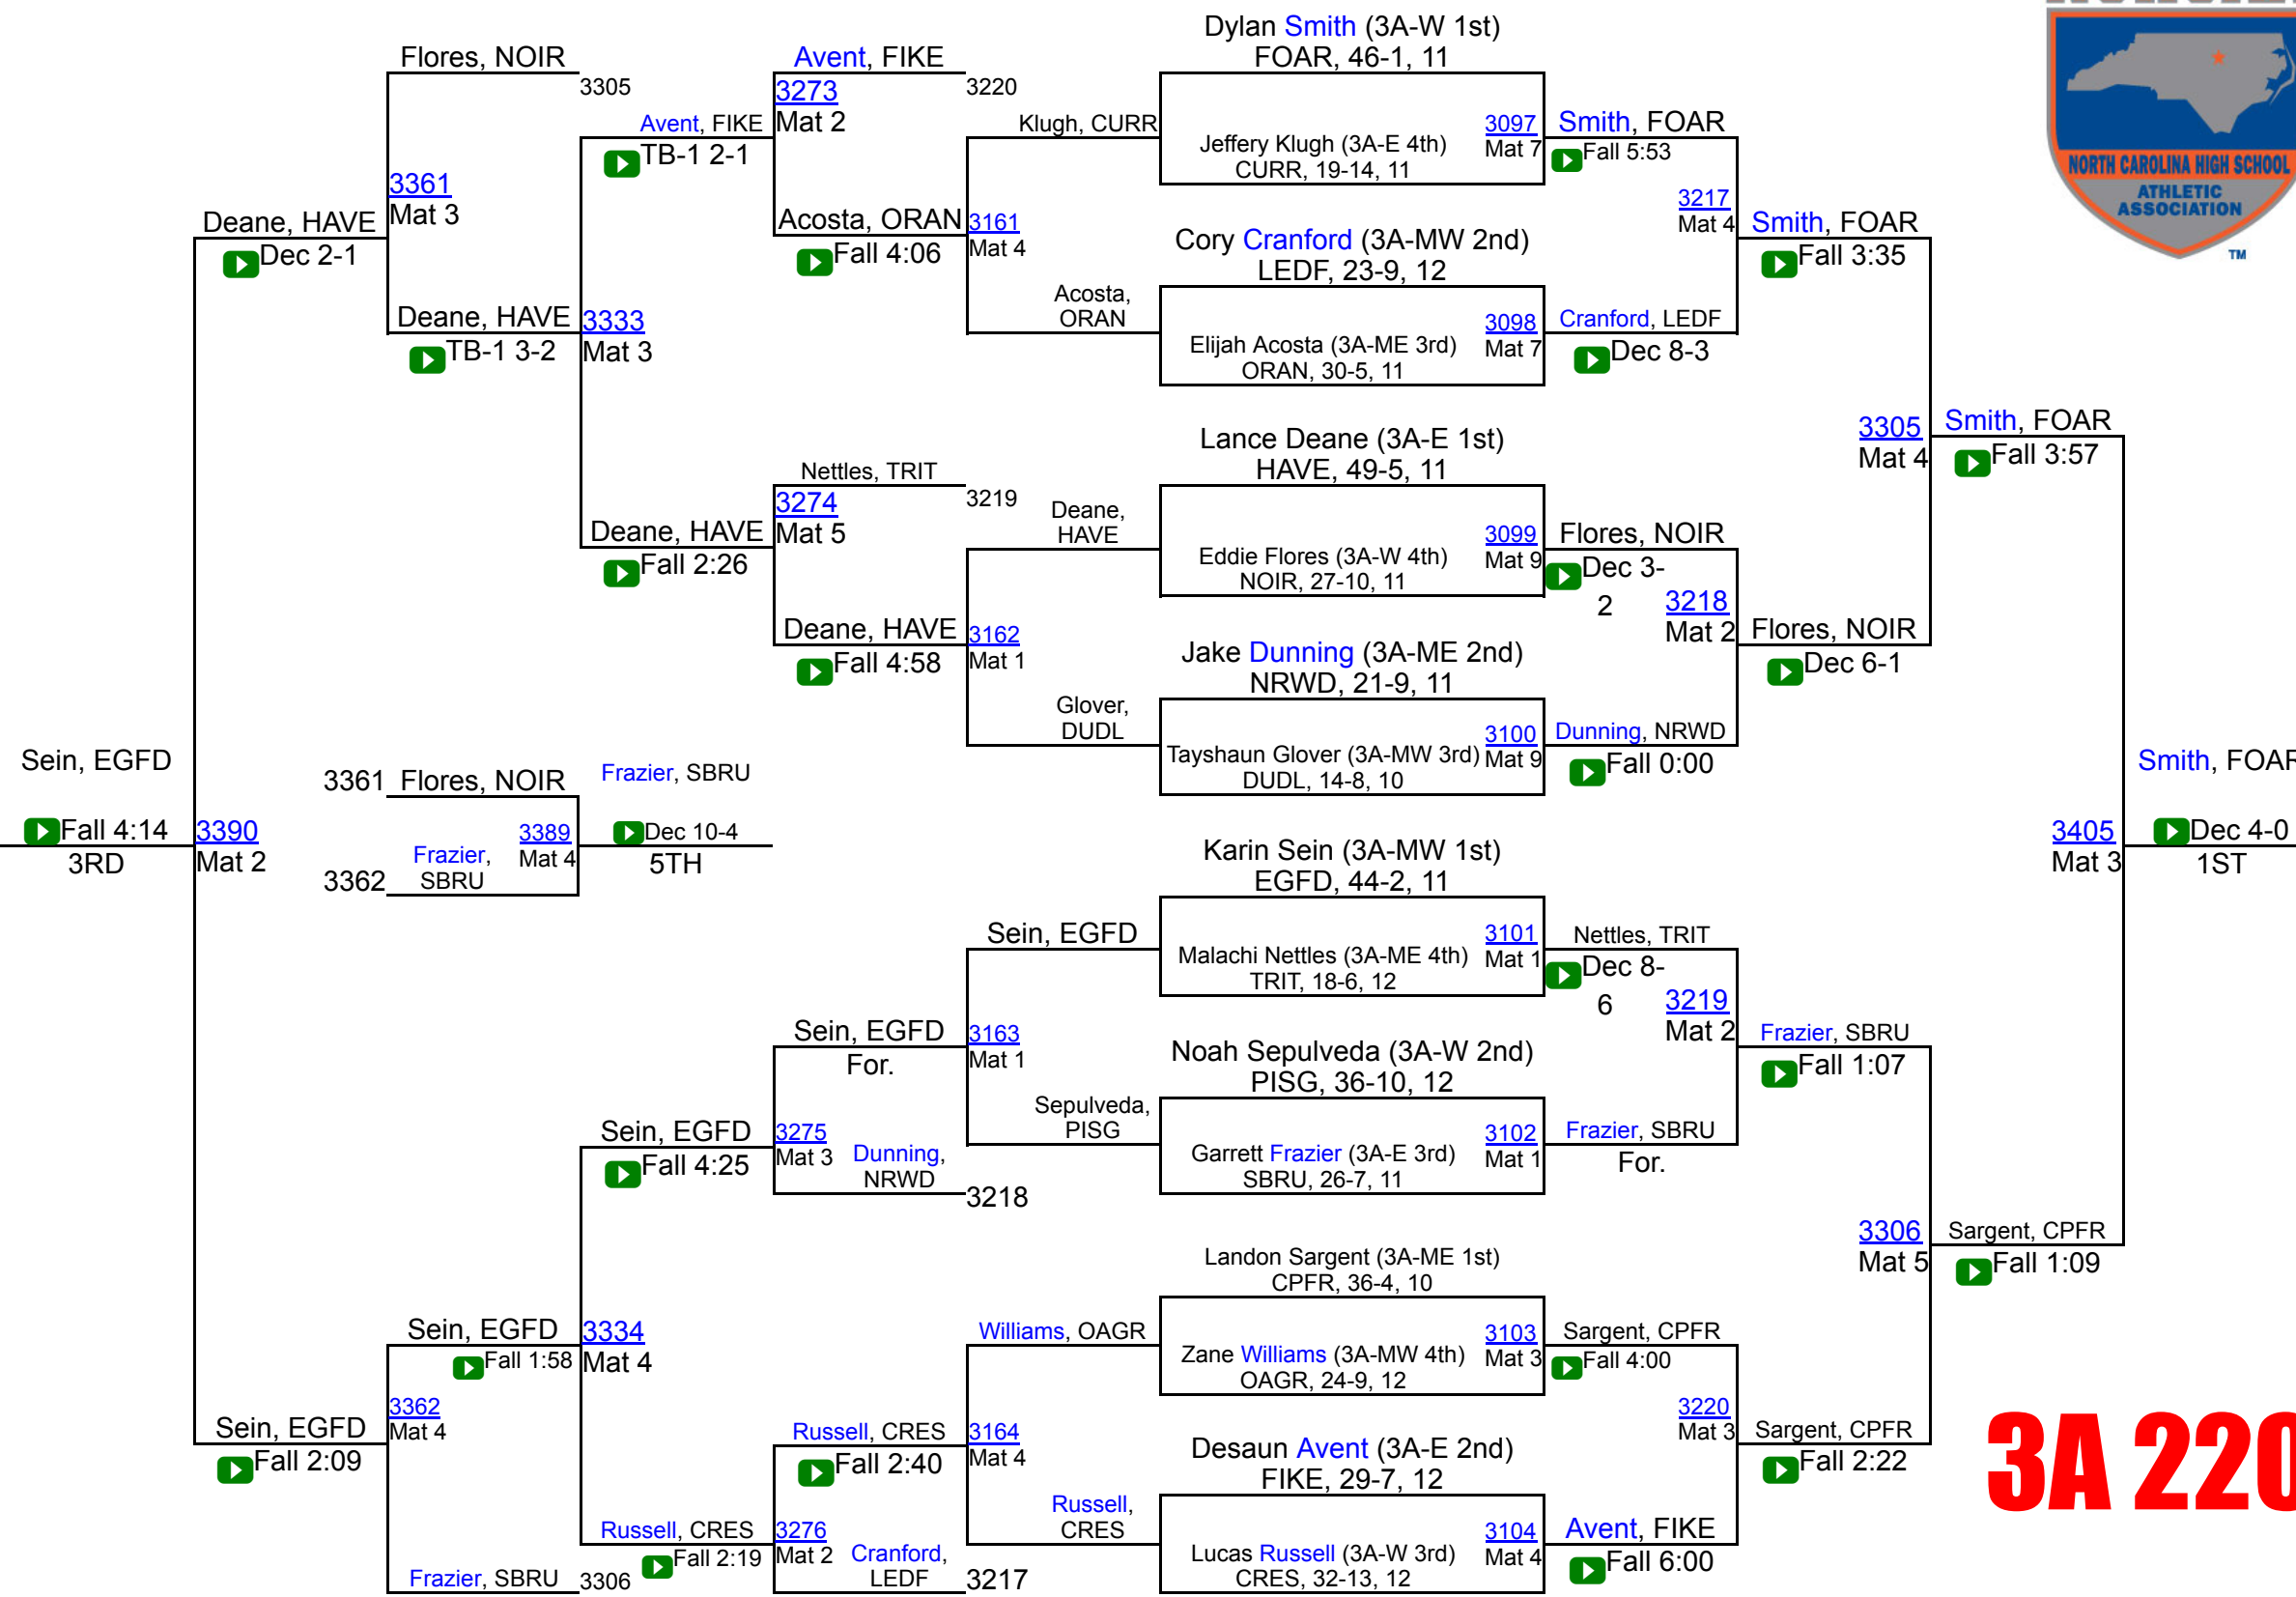 Flores, NOIR
3305
3361
Mat 3
Deane, HAVE
Dec 2-1
Deane, HAVE
TB-1 3-2
Avent, FIKE
TB-1 2-1
3333
Mat 3
Deane, HAVE
Fall 2:26
Avent, FIKE
3220
3273
Mat 2
Acosta, ORAN
Fall 4:06
Nettles, TRIT
3219
3274
Mat 5
Deane, HAVE
Fall 4:58
Klugh, CURR
3161
Mat 4
Acosta,
ORAN
Deane,
HAVE
3162
Mat 1
Glover,
DUDL
Dylan Smith (3A-W 1st)
FOAR, 46-1, 11
Jeffery Klugh (3A-E 4th)
CURR, 19-14, 11
3097
Mat 7
Smith, FOAR
Fall 5:53
Cory Cranford (3A-MW 2nd)
LEDF, 23-9, 12
Elijah Acosta (3A-ME 3rd)
ORAN, 30-5, 11
3098
Mat 7
Cranford, LEDF
Dec 8-3
3217
Mat 4
Smith, FOAR
Fall 3:35
Lance Deane (3A-E 1st)
HAVE, 49-5, 11
Eddie Flores (3A-W 4th)
NOIR, 27-10, 11
3099
Mat 9
Flores, NOIR
Dec 3-
2
Jake Dunning (3A-ME 2nd)
NRWD, 21-9, 11
Tayshaun Glover (3A-MW 3rd)
DUDL, 14-8, 10
3100
Mat 9
Dunning, NRWD
Fall 0:00
3218
Mat 2
Flores, NOIR
Dec 6-1
3305
Mat 4
Smith, FOAR
Fall 3:57
NORTH CAROLINA HIGH SCHOOL
ATHLETIC
ASSOCIATION
TM
Sein, EGFD
Fall 4:14
3RD
3390
Mat 2
3361
Flores, NOIR
3362
Frazier,
SBRU
3389
Mat 4
Frazier, SBRU
Dec 10-4
5TH
3405
Mat 3
Smith, FOAR
Dec 4-0
1ST
Karin Sein (3A-MW 1st)
EGFD, 44-2, 11
Malachi Nettles (3A-ME 4th)
TRIT, 18-6, 12
3101
Mat 1
Nettles, TRIT
Dec 8-
6
Noah Sepulveda (3A-W 2nd)
PISG, 36-10, 12
Garrett Frazier (3A-E 3rd)
SBRU, 26-7, 11
3102
Mat 1
Frazier, SBRU
For.
3219
Mat 2
Frazier, SBRU
Fall 1:07
Landon Sargent (3A-ME 1st)
CPFR, 36-4, 10
Zane Williams (3A-MW 4th)
OAGR, 24-9, 12
3103
Mat 3
Sargent, CPFR
Fall 4:00
Desaun Avent (3A-E 2nd)
FIKE, 29-7, 12
Lucas Russell (3A-W 3rd)
CRES, 32-13, 12
3104
Mat 4
Avent, FIKE
Fall 6:00
3220
Mat 3
Sargent, CPFR
Fall 2:22
3306
Mat 5
Sargent, CPFR
Fall 1:09
Sein, EGFD
3163
Mat 1
Sepulveda,
PISG
Sein, EGFD
For.
3275
Mat 3
Dunning,
NRWD
3218
Sein, EGFD
Fall 4:25
Williams, OAGR
3164
Mat 4
Russell,
CRES
Russell, CRES
Fall 2:40
3276
Mat 2
Cranford,
LEDF
3217
Russell, CRES
Fall 2:19
3334
Mat 4
Sein, EGFD
Fall 1:58
3362
Mat 4
Frazier, SBRU
3306
Sein, EGFD
Fall 2:09
3A 220